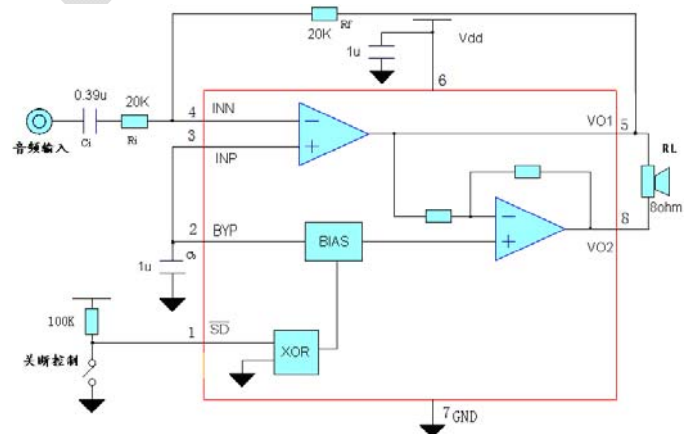 20K
Rf
1u
Vdd
6
0.39u
20K
Ci
Ri
音频输入
4
INN
3
INP
VO1
5
RL
8ohm
8
VO2
2
BYP
BIAS
1u
Cb
100K
1
SD
XOR
关断控制
7
GND